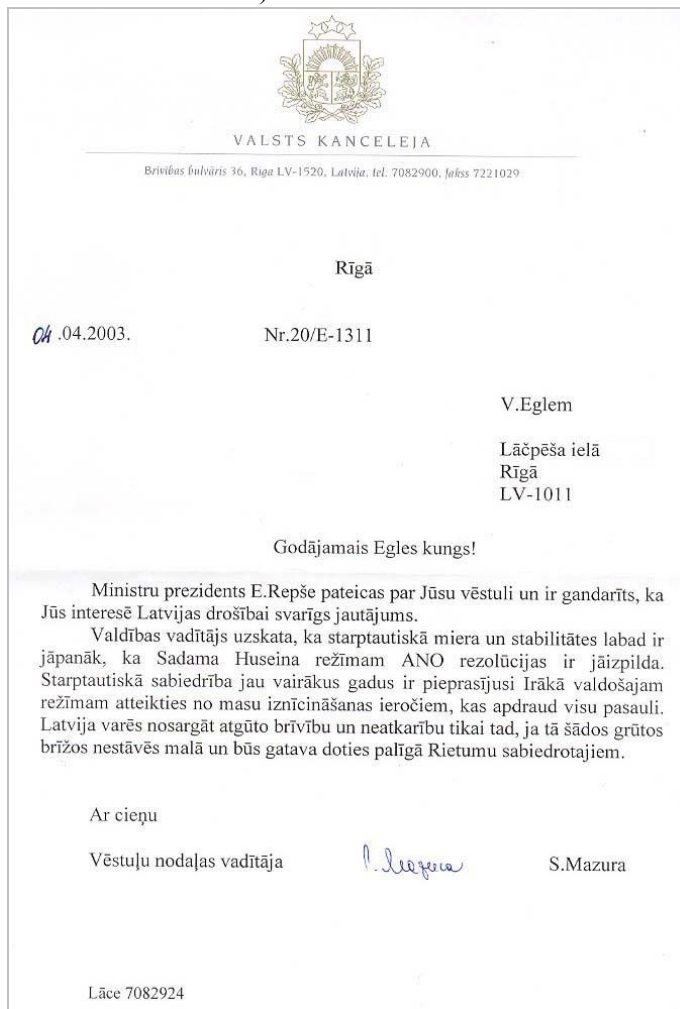 VALSTS KANCELEJA
Brīvības bulvāris 36, Rīga LV-1520, Latvija, tel. 7082900, fakss 7221029
Rīgā
04.04.2003. Nr.20/E-1311
V.Eglem
Lāčpēša ielā
Rīgā
LV-1011
Godājamais Egles kungs!
Ministru prezidents E.Repše pateicas par Jūsu vēstuli un ir gandarīts, ka
Jūs interesē Latvijas drošībai svarīgs jautājums.
Valdības vadītājs uzskata, ka starptautiskā miera un stabilitātes labad ir
jāpanāk, ka Sadama Huseina režīmam ANO rezolūcijas ir jāizpilda.
Starptautiskā sabiedrība jau vairākus gadus ir pieprasījusi Irākā valdošajam
režīmam atteikties no masu iznīcināšanas ieročiem, kas apdraud visu pasauli.
Latvija varēs nosargāt atgūto brīvību un neatkarību tikai tad, ja tā šādos grūtos
brīžos nestāvēs malā un būs gatava doties palīgā Rietumu sabiedrotajiem.
Ar cieņu
Vēstuļu nodaļas vadītāja S.Mazura
Lāce 7082924